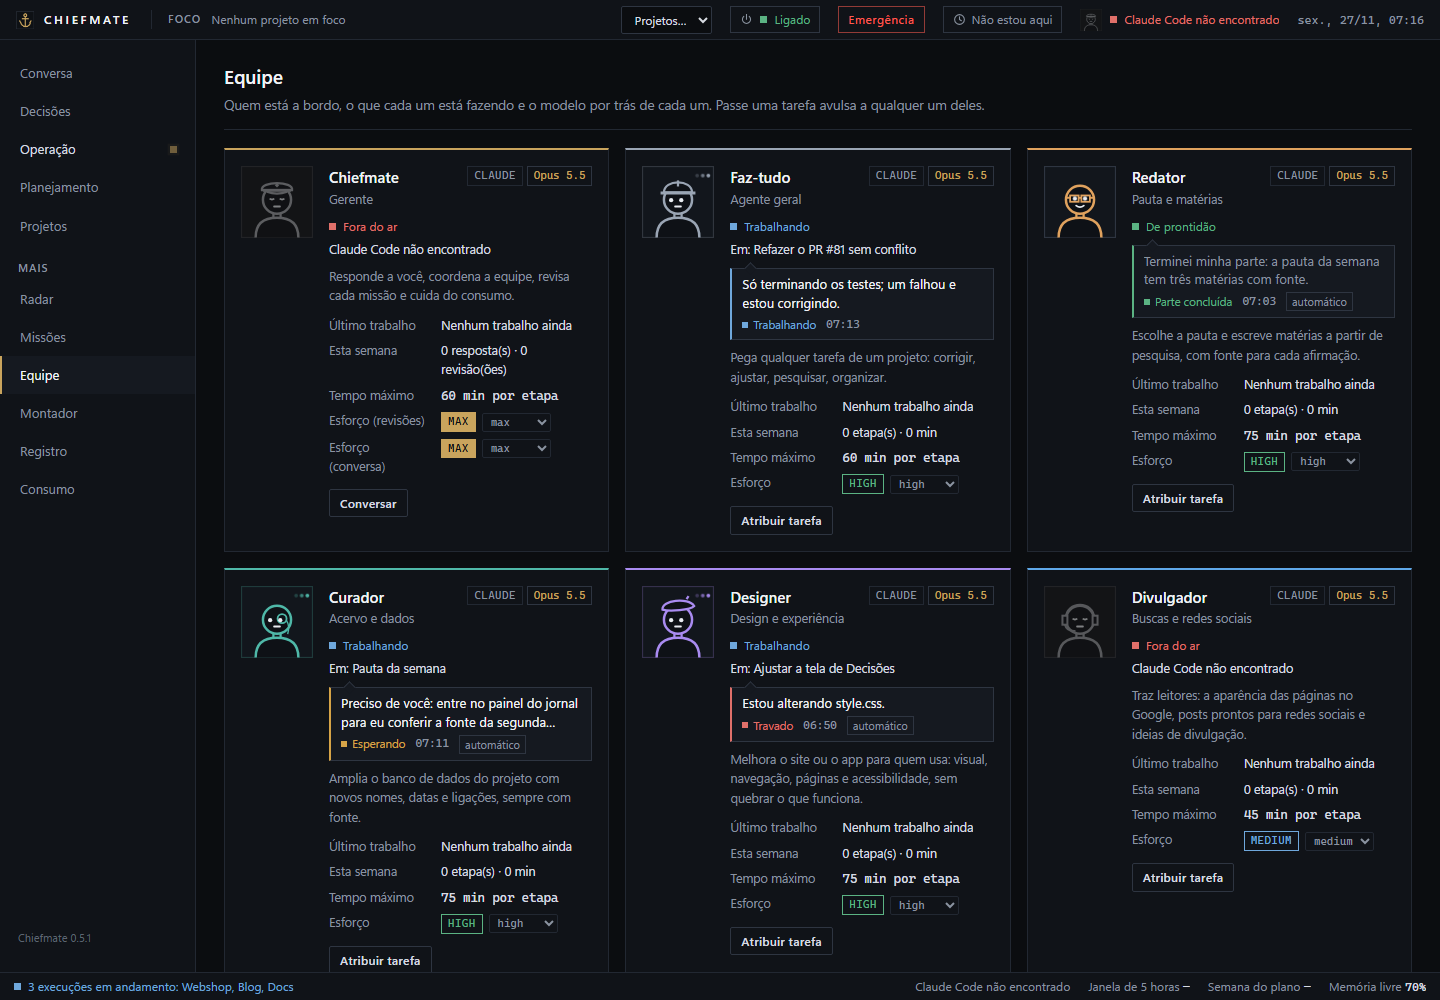 CHIEFMATE
FOCO Nenhum projeto em foco
Projetos...
Ligado
Emergência
Não estou aqui
Claude Code não encontrado
sex., 27/11, 07:16
Conversa
Decisões
Operação
Planejamento
Projetos
MAIS
Radar
Missões
Equipe
Montador
Registro
Consumo
Chiefmate 0.5.1
Equipe
Quem está a bordo, o que cada um está fazendo e o modelo por trás de cada um. Passe uma tarefa avulsa a qualquer um deles.
Chiefmate CLAUDE Opus 5.5
Gerente
Fora do ar
Claude Code não encontrado
Responde a você, coordena a equipe, revisa
cada missão e cuida do consumo.
Último trabalho Nenhum trabalho ainda
Esta semana 0 resposta(s) · 0
revisão(ões)
Tempo máximo 60 min por etapa
Esforço (revisões) MAX max
Esforço MAX max
(conversa)
Conversar
Faz-tudo CLAUDE Opus 5.5
Agente geral
Trabalhando
Em: Refazer o PR #81 sem conflito
Só terminando os testes; um falhou e
estou corrigindo.
Trabalhando 07:13
Pega qualquer tarefa de um projeto: corrigir,
ajustar, pesquisar, organizar.
Último trabalho Nenhum trabalho ainda
Esta semana 0 etapa(s) · 0 min
Tempo máximo 60 min por etapa
Esforço HIGH high
Atribuir tarefa
Redator CLAUDE Opus 5.5
Pauta e matérias
De prontidão
Terminei minha parte: a pauta da semana
tem três matérias com fonte.
Parte concluída 07:03 automático
Escolhe a pauta e escreve matérias a partir de
pesquisa, com fonte para cada afirmação.
Último trabalho Nenhum trabalho ainda
Esta semana 0 etapa(s) · 0 min
Tempo máximo 75 min por etapa
Esforço HIGH high
Atribuir tarefa
Curador CLAUDE Opus 5.5
Acervo e dados
Trabalhando
Em: Pauta da semana
Preciso de você: entre no painel do jornal
para eu conferir a fonte da segunda...
Esperando 07:11 automático
Amplia o banco de dados do projeto com
novos nomes, datas e ligações, sempre com
fonte.
Último trabalho Nenhum trabalho ainda
Esta semana 0 etapa(s) · 0 min
Tempo máximo 75 min por etapa
Esforço HIGH high
Atribuir tarefa
Designer CLAUDE Opus 5.5
Design e experiência
Trabalhando
Em: Ajustar a tela de Decisões
Estou alterando style.css.
Travado 06:50 automático
Melhora o site ou o app para quem usa: visual,
navegação, páginas e acessibilidade, sem
quebrar o que funciona.
Último trabalho Nenhum trabalho ainda
Esta semana 0 etapa(s) · 0 min
Tempo máximo 75 min por etapa
Esforço HIGH high
Atribuir tarefa
Divulgador CLAUDE Opus 5.5
Buscas e redes sociais
Fora do ar
Claude Code não encontrado
Traz leitores: a aparência das páginas no
Google, posts prontos para redes sociais e
ideias de divulgação.
Último trabalho Nenhum trabalho ainda
Esta semana 0 etapa(s) · 0 min
Tempo máximo 45 min por etapa
Esforço MEDIUM medium
Atribuir tarefa
3 execuções em andamento: Webshop, Blog, Docs
Claude Code não encontrado Janela de 5 horas — Semana do plano — Memória livre 70%